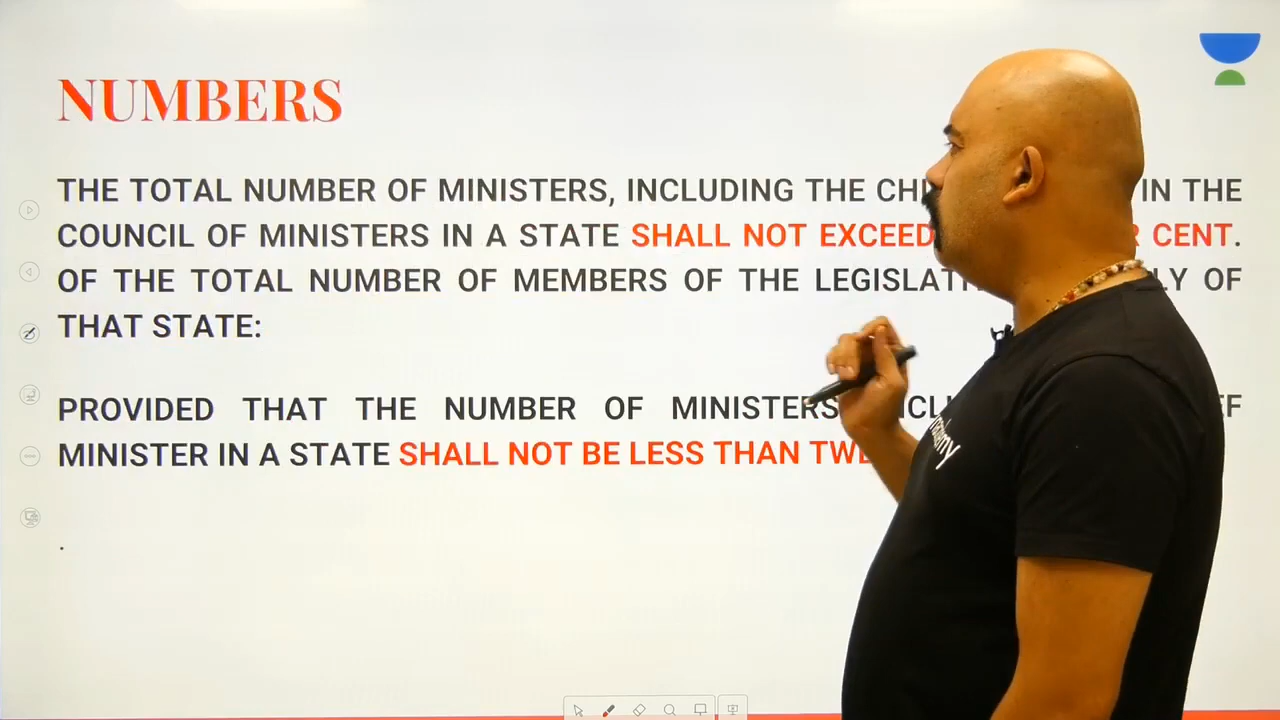 NUMBERS
THE TOTAL NUMBER OF MINISTERS, INCLUDING THE IN THE
COUNCIL OF MINISTERS IN A STATE SHALL NOT EXCEED CENT.
OF THE TOTAL NUMBER OF MEMBERS OF THE OF
THAT STATE:
PROVIDED THAT THE NUMBER OF MINISTERS
MINISTER IN A STATE SHALL NOT BE LESS THAN
.